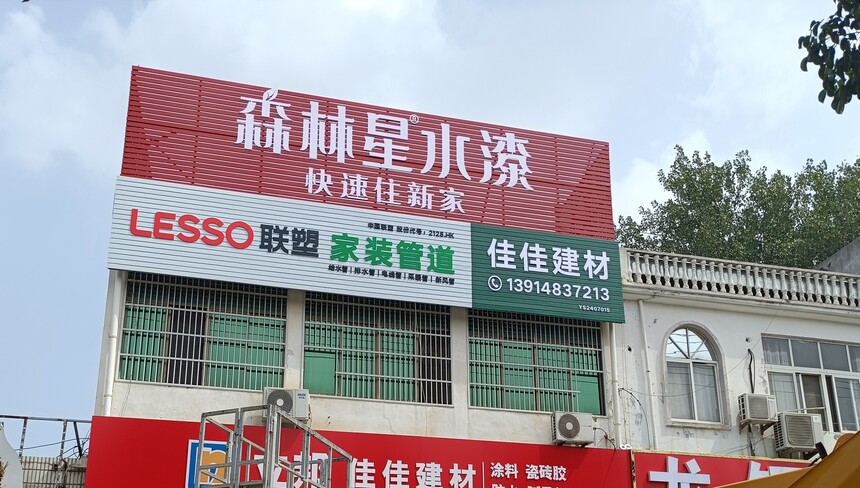 森林星®水漆
快速住新家
LESSO 联塑 家装管道
中国联塑 股份代号：2128.HK
给水管 | 排水管 | 电线管 | 采暖管 | 新风管
佳佳建材
13914837213
YS2407015
佳佳建材
涂料 瓷砖胶